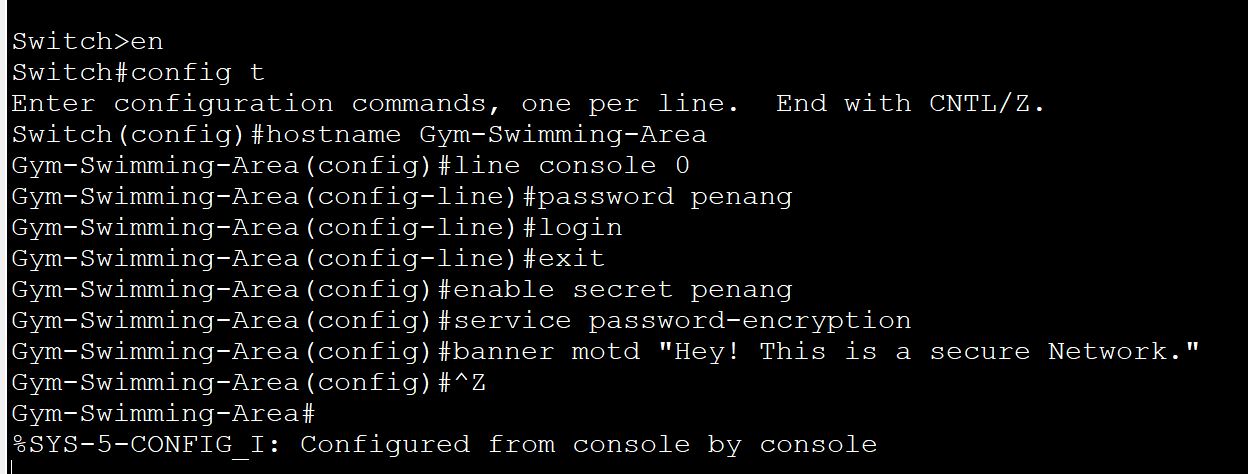 Switch>en
Switch#config t
Enter configuration commands, one per line.  End with CNTL/Z.
Switch(config)#hostname Gym-Swimming-Area
Gym-Swimming-Area(config)#line console 0
Gym-Swimming-Area(config-line)#password penang
Gym-Swimming-Area(config-line)#login
Gym-Swimming-Area(config-line)#exit
Gym-Swimming-Area(config)#enable secret penang
Gym-Swimming-Area(config)#service password-encryption
Gym-Swimming-Area(config)#banner motd "Hey! This is a secure Network."
Gym-Swimming-Area(config)#^Z
Gym-Swimming-Area#
%SYS-5-CONFIG_I: Configured from console by console